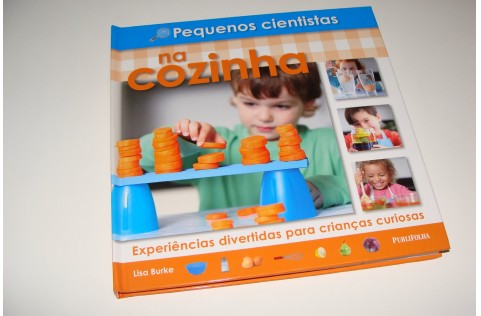 Pequenos cientistas
na
cozinha
Experiências divertidas para crianças curiosas
Lisa Burke
PUBLIFOLHA